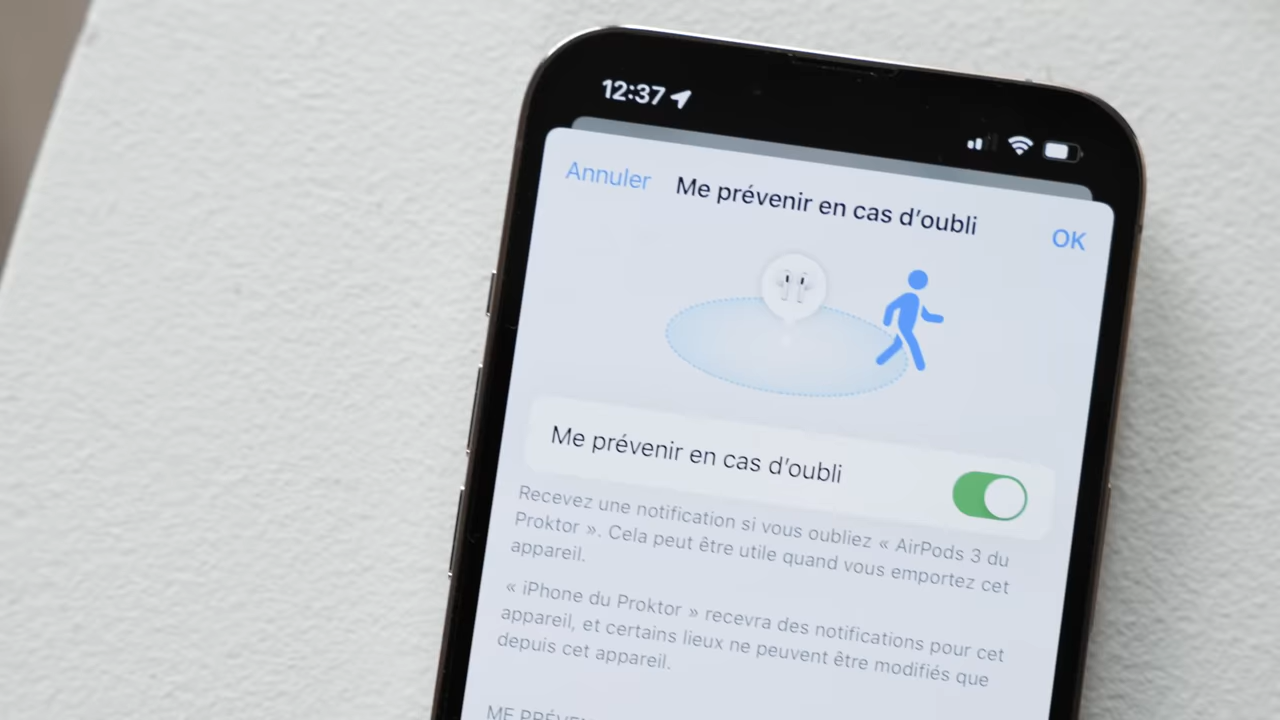 12:37
Annuler
Me prévenir en cas d’oubli
OK
Me prévenir en cas d’oubli
Recevez une notification si vous oubliez « AirPods 3 du
Proktor ». Cela peut être utile quand vous emportez cet
appareil.
« iPhone du Proktor » recevra des notifications pour cet
appareil, et certains lieux ne peuvent être modifiés que
depuis cet appareil.
ME